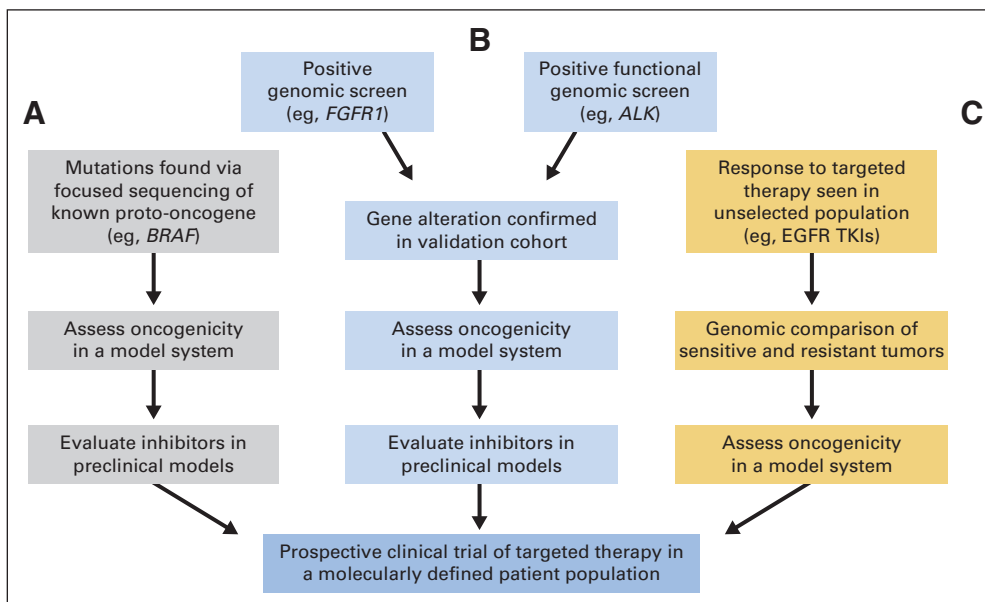 B
Positive
genomic screen
(eg, FGFR1)
Positive functional
genomic screen
(eg, ALK)
A
Mutations found via
focused sequencing of
known proto-oncogene
(eg, BRAF)
Assess oncogenicity
in a model system
Evaluate inhibitors in
preclinical models
Gene alteration confirmed
in validation cohort
Assess oncogenicity
in a model system
Evaluate inhibitors in
preclinical models
C
Response to targeted
therapy seen in
unselected population
(eg, EGFR TKIs)
Genomic comparison of
sensitive and resistant tumors
Assess oncogenicity
in a model system
Prospective clinical trial of targeted therapy in
a molecularly defined patient population